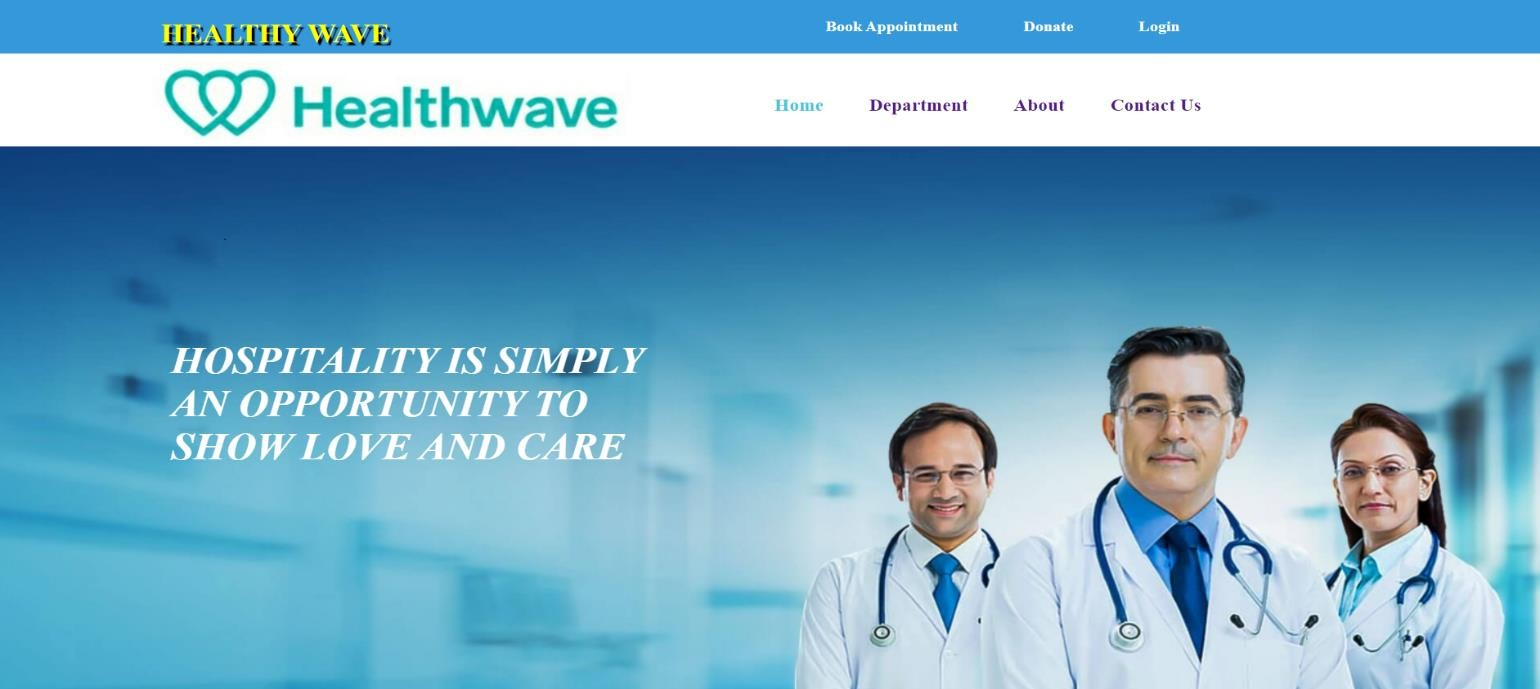 HEALTHY WAVE
Book Appointment Donate Login
Healthwave
Home Department About Contact Us
HOSPITALITY IS SIMPLY
AN OPPORTUNITY TO
SHOW LOVE AND CARE